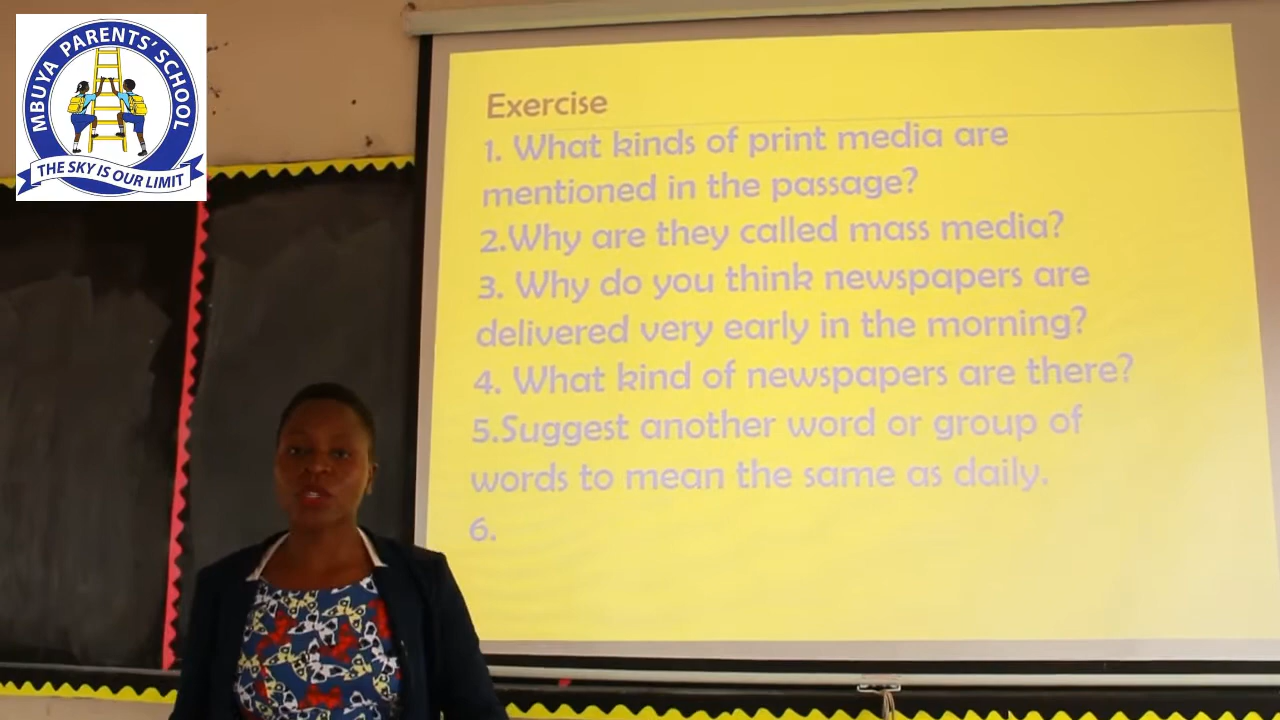 MBUYA PARENTS' SCHOOL
THE SKY IS OUR LIMIT
Exercise
1. What kinds of print media are
mentioned in the passage?
2.Why are they called mass media?
3. Why do you think newspapers are
delivered very early in the morning?
4. What kind of newspapers are there?
5.Suggest another word or group of
words to mean the same as daily.
6.